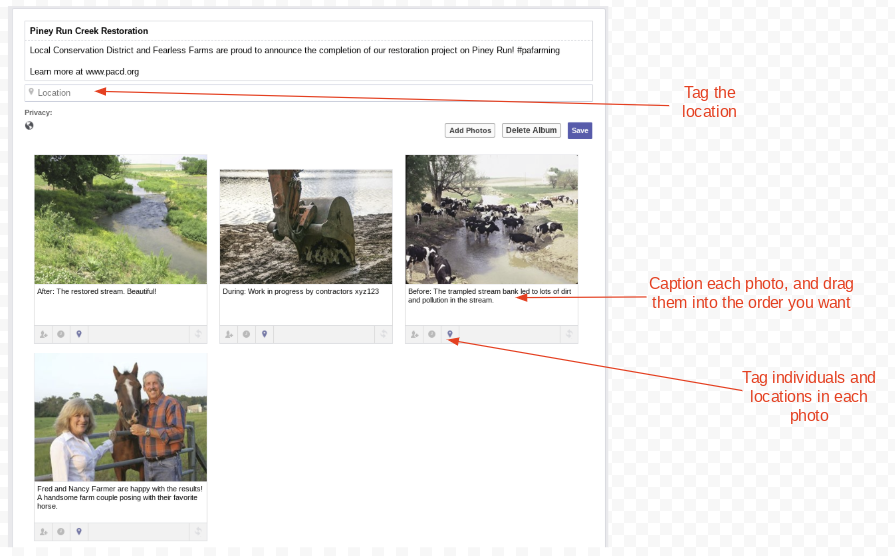 Piney Run Creek Restoration
Local Conservation District and Fearless Farms are proud to announce the completion of our restoration project on Piney Run! #pafarming
Learn more at www.pacd.org
Location
Privacy:
Add Photos
Delete Album
Save
Tag the
location
After: The restored stream. Beautiful!
During: Work in progress by contractors xyz123
Before: The trampled stream bank led to lots of dirt
and pollution in the stream.
Caption each photo, and drag
them into the order you want
Tag individuals and
locations in each
photo
Fred and Nancy Farmer are happy with the results!
A handsome farm couple posing with their favorite
horse.